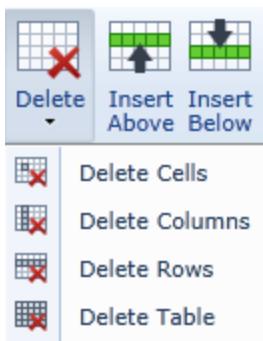 Delete Insert Insert
Above Below
Delete Cells
Delete Columns
Delete Rows
Delete Table